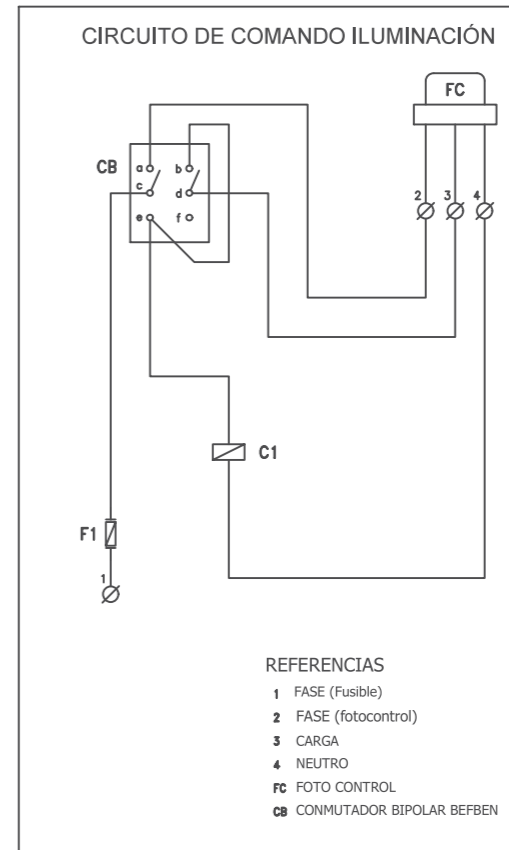 CIRCUITO DE COMANDO ILUMINACIÓN
FC
CB
a
b
c
d
e
f
2
3
4
C1
F1
1
REFERENCIAS
1 FASE (Fusible)
2 FASE (fotocontrol)
3 CARGA
4 NEUTRO
FC FOTO CONTROL
CB CONMUTADOR BIPOLAR BEFBEN